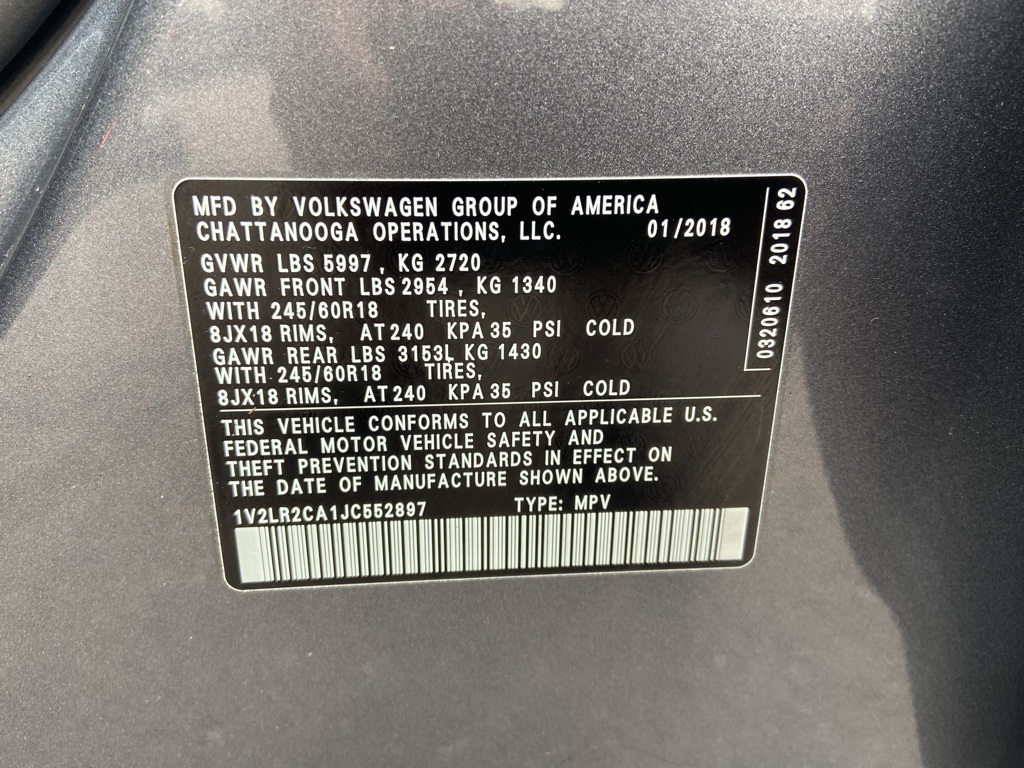 MFD BY VOLKSWAGEN GROUP OF AMERICA
CHATTANOOGA OPERATIONS, LLC. 01/2018
GVWR LBS 5997, KG 2720
GAWR FRONT LBS 2954, KG 1340
WITH 245/60R18 TIRES,
8JX18 RIMS, AT 240 KPA 35 PSI COLD
GAWR REAR LBS 3153L KG 1430
WITH 245/60R18 TIRES,
8JX18 RIMS, AT 240 KPA 35 PSI COLD
THIS VEHICLE CONFORMS TO ALL APPLICABLE U.S.
FEDERAL MOTOR VEHICLE SAFETY AND
THEFT PREVENTION STANDARDS IN EFFECT ON
THE DATE OF MANUFACTURE SHOWN ABOVE.
1V2LR2CA1JC552897 TYPE: MPV
0320610 2018 62